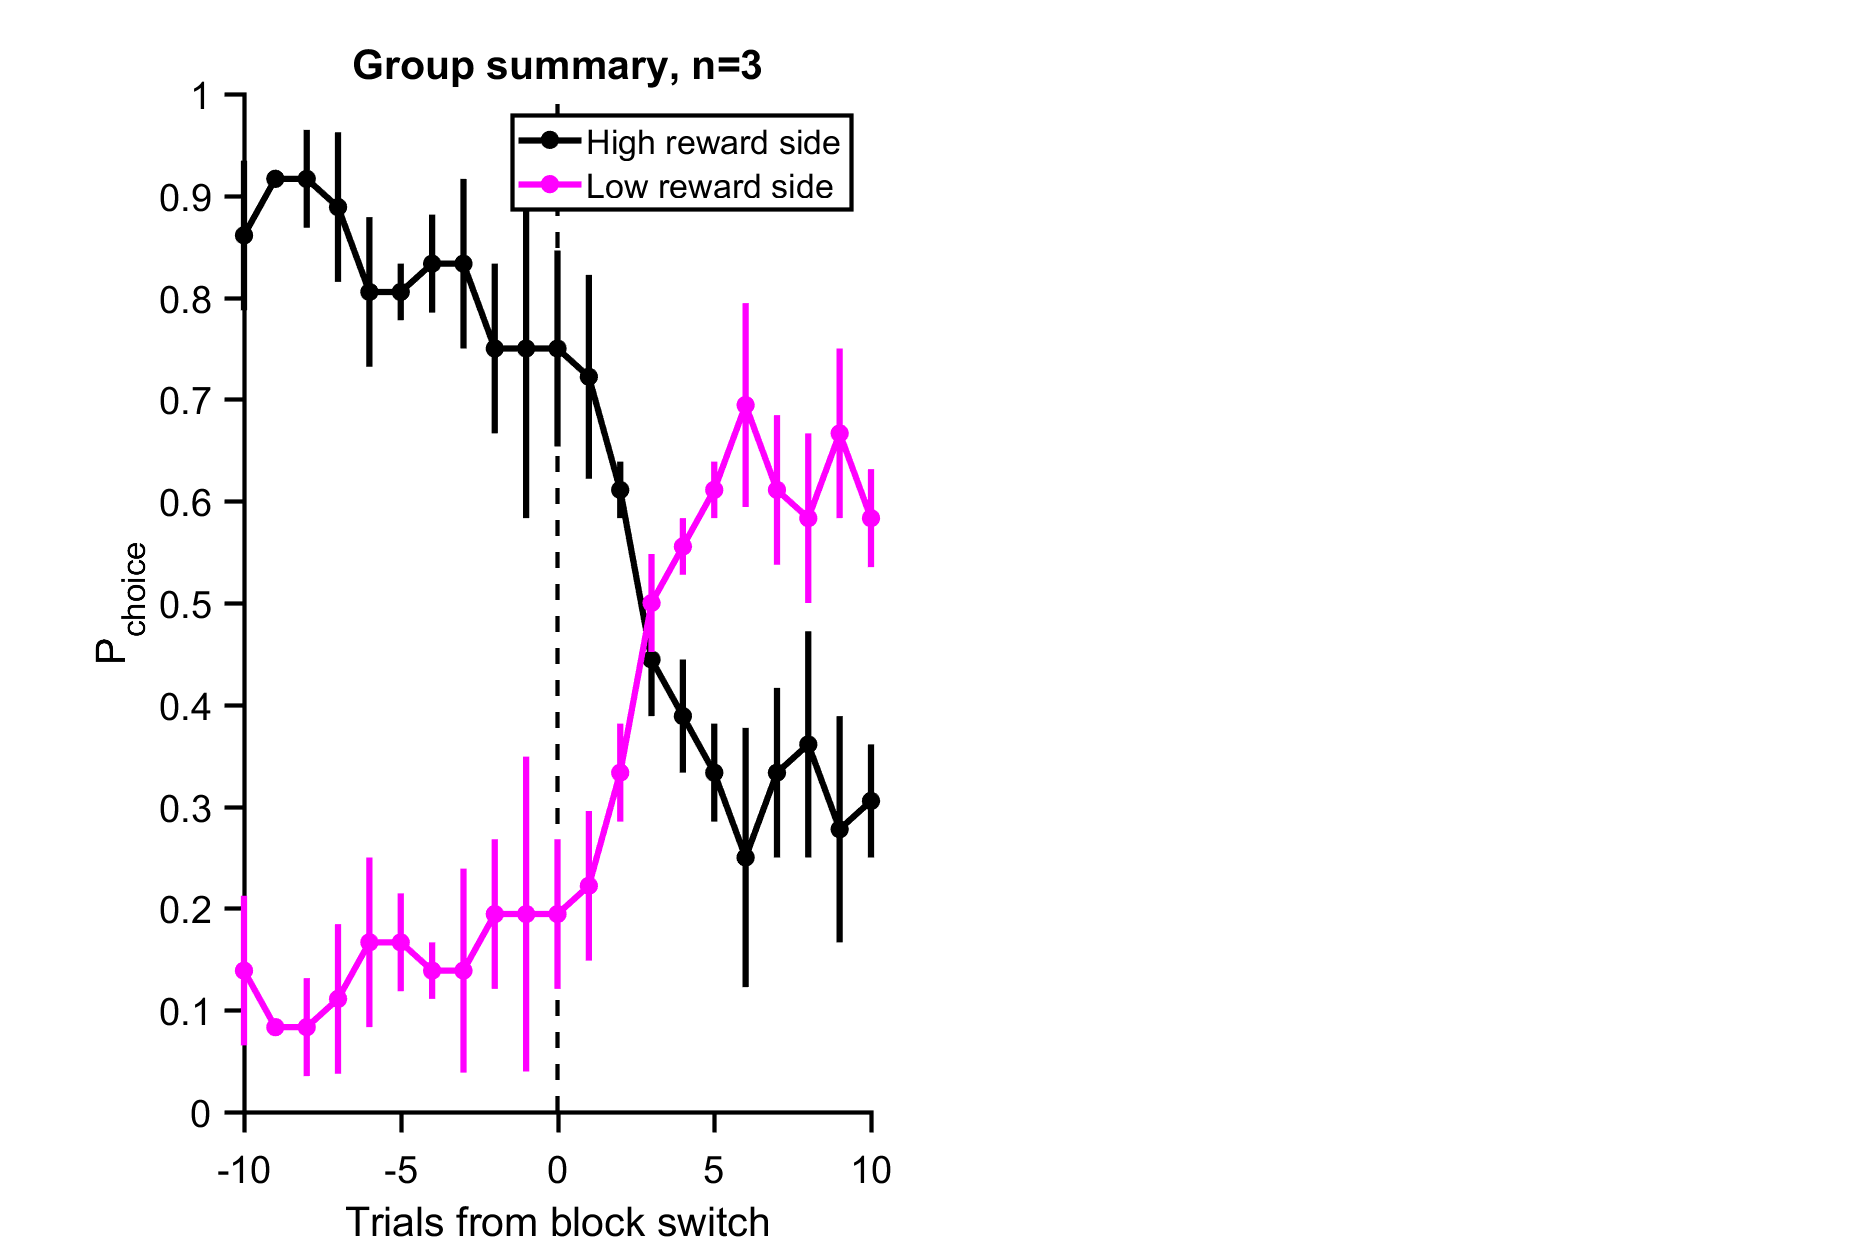 Group summary, n=3
High reward side
Low reward side
1
0.9
0.8
0.7
0.6
0.5
0.4
0.3
0.2
0.1
0
P choice
-10 -5 0 5 10
Trials from block switch